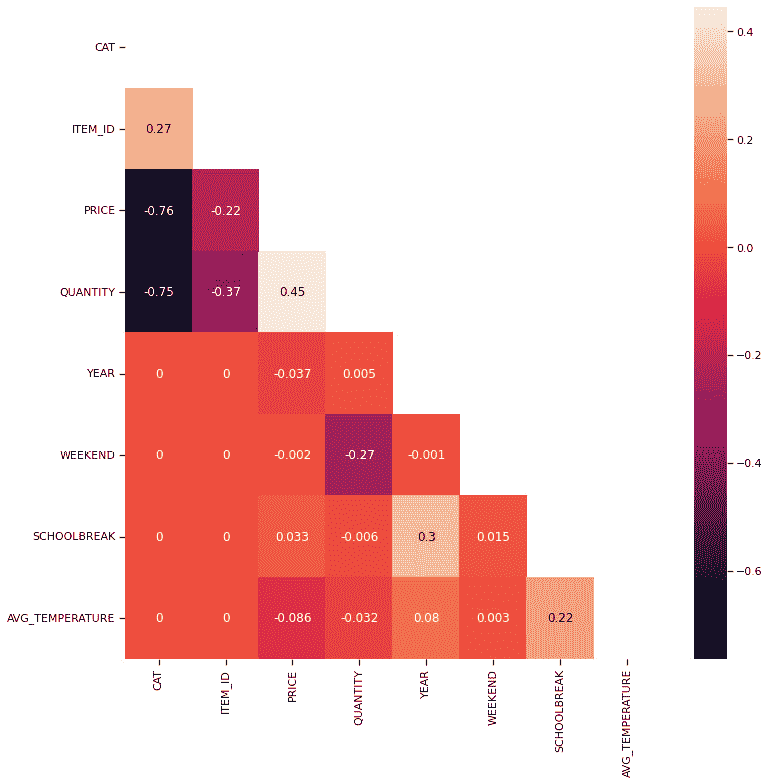 CAT
ITEM_ID 0.27
PRICE -0.76 -0.22
QUANTITY -0.75 -0.37 0.45
YEAR 0 0 -0.037 0.005
WEEKEND 0 0 -0.002 -0.27 -0.001
SCHOOLBREAK 0 0 0.033 -0.006 0.3 0.015
AVG_TEMPERATURE 0 0 -0.086 -0.032 0.08 0.003 0.22
CAT
ITEM_ID
PRICE
QUANTITY
YEAR
WEEKEND
SCHOOLBREAK
AVG_TEMPERATURE
0.4
0.2
0.0
−0.2
−0.4
−0.6